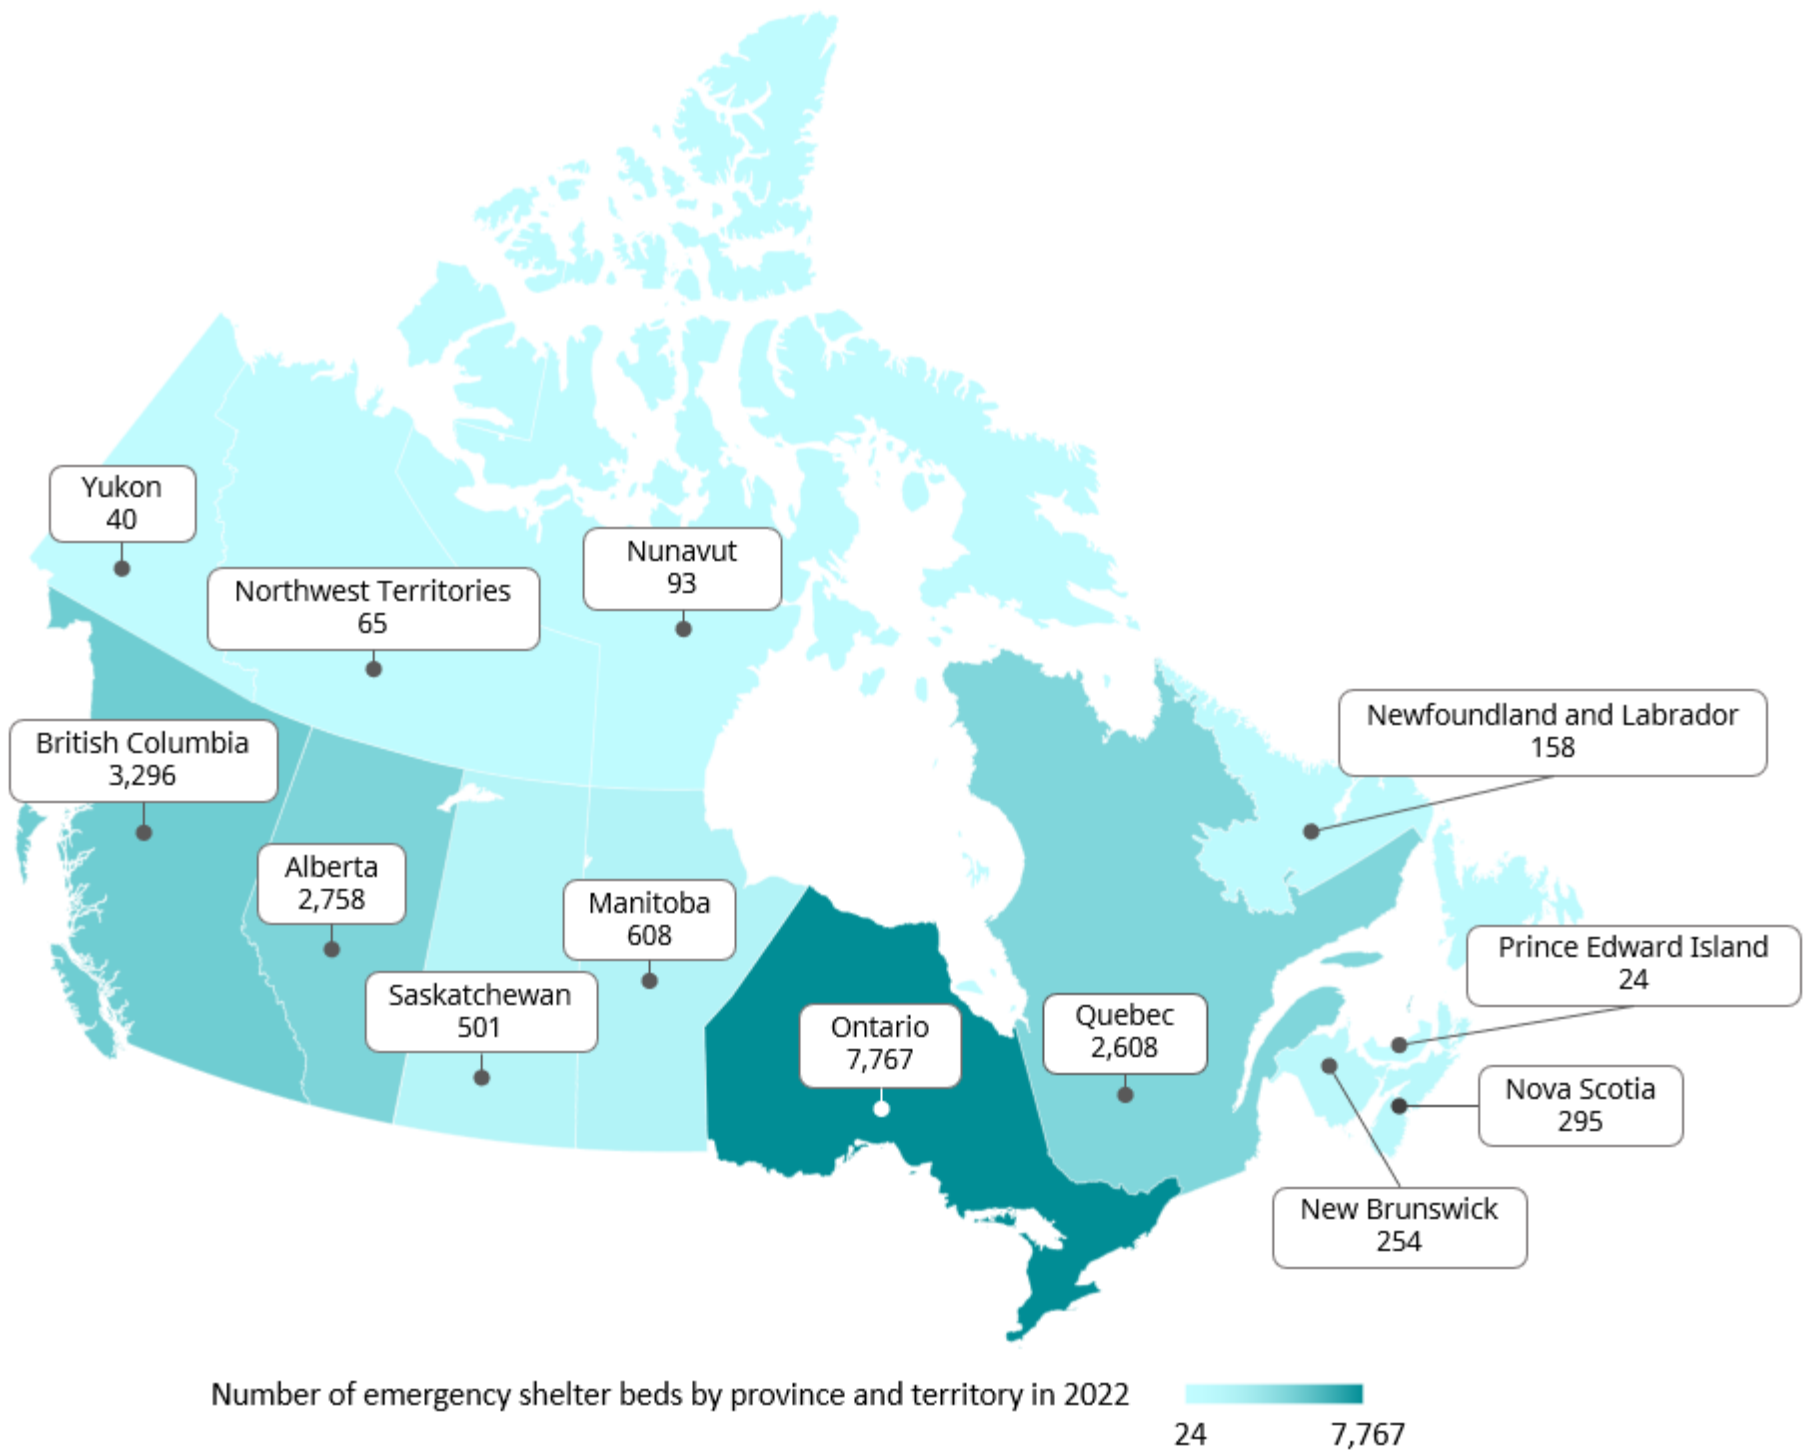 Yukon
40
Nunavut
93
Northwest Territories
65
Newfoundland and Labrador
158
British Columbia
3,296
Alberta
2,758
Manitoba
608
Prince Edward Island
24
Saskatchewan
501
Ontario
7,767
Quebec
2,608
Nova Scotia
295
New Brunswick
254
Number of emergency shelter beds by province and territory in 2022
24
7,767